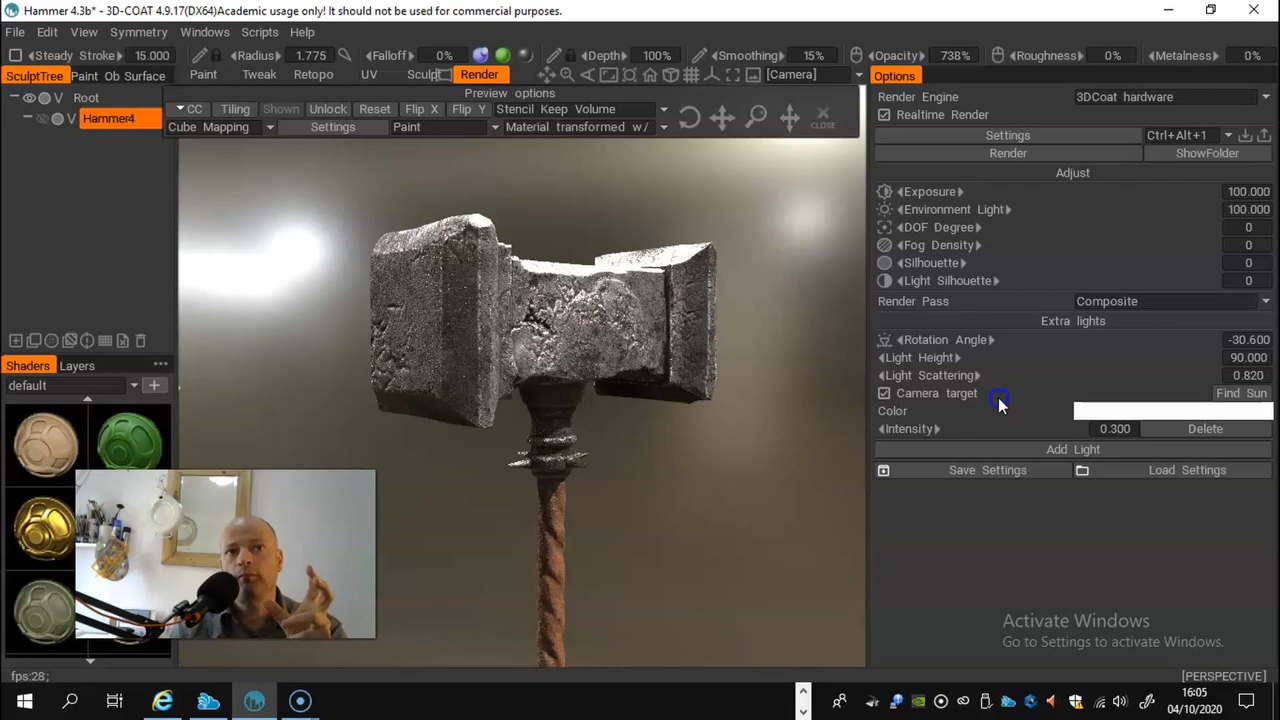 Hammer 4.3b* - 3D-COAT 4.9.17(DX64)Academic usage only! It should not be used for commercial purposes.
File Edit View Symmetry Windows Scripts Help
Steady Stroke 15.000 Radius 1.775 Falloff 0% Depth 100% Smoothing 15% Opacity 738% Roughness 0% Metalness 0%
SculptTree Paint Ob Surface Paint Tweak Retopo UV Sculpt Render [Camera] Options
Preview options
Root
Hammer4
CC Tiling Shown Unlock Reset Flip X Flip Y Stencil Keep Volume
Cube Mapping Settings Paint Material transformed w/
CLOSE
Render Engine 3DCoat hardware
Realtime Render
Settings Ctrl+Alt+1
Render ShowFolder
Adjust
Exposure 100.000
Environment Light 100.000
DOF Degree 0
Fog Density 0
Silhouette 0
Light Silhouette 0
Render Pass Composite
Extra lights
Rotation Angle -30.600
Light Height 90.000
Light Scattering 0.820
Camera target Find Sun
Color
Intensity 0.300 Delete
Add Light
Save Settings Load Settings
Shaders Layers
default
Activate Windows
Go to Settings to activate Windows.
fps:28; [PERSPECTIVE]
16:05
04/10/2020